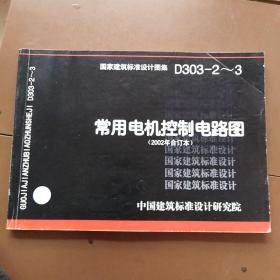 国家建筑标准设计图集 D303-2～3
常用电机控制电路图
(2002年合订本)
国家建筑标准设计
国家建筑标准设计
国家建筑标准设计
国家建筑标准设计
中国建筑标准设计研究院
GUOJIAJIANZHUBIAOZHUNSHEJI D303-2～3